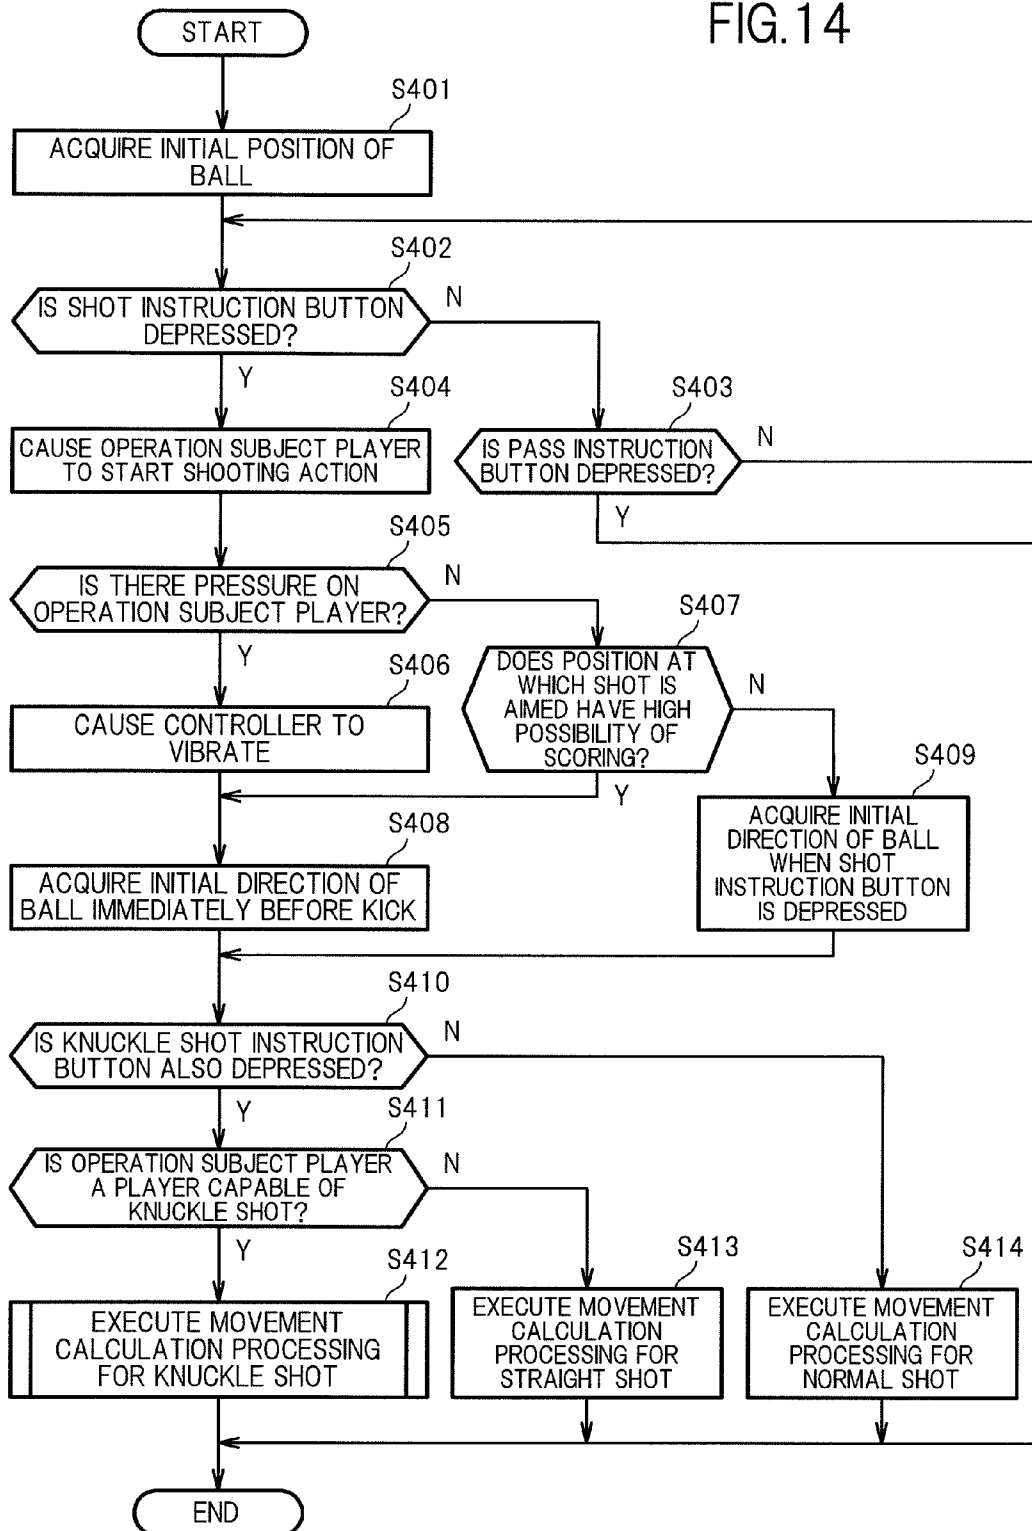 FIG.14
START
S401
ACQUIRE INITIAL POSITION OF
BALL
S402
IS SHOT INSTRUCTION BUTTON
DEPRESSED?
N
Y
S403
IS PASS INSTRUCTION
BUTTON DEPRESSED?
N
Y
S404
CAUSE OPERATION SUBJECT PLAYER
TO START SHOOTING ACTION
S405
IS THERE PRESSURE ON
OPERATION SUBJECT PLAYER?
N
Y
S406
CAUSE CONTROLLER TO
VIBRATE
S407
DOES POSITION AT
WHICH SHOT IS
AIMED HAVE HIGH
POSSIBILITY OF
SCORING?
N
Y
S408
ACQUIRE INITIAL DIRECTION OF
BALL IMMEDIATELY BEFORE KICK
S409
ACQUIRE INITIAL
DIRECTION OF BALL
WHEN SHOT
INSTRUCTION BUTTON
IS DEPRESSED
S410
IS KNUCKLE SHOT INSTRUCTION
BUTTON ALSO DEPRESSED?
N
Y
S411
IS OPERATION SUBJECT PLAYER
A PLAYER CAPABLE OF
KNUCKLE SHOT?
N
Y
S412
EXECUTE MOVEMENT
CALCULATION PROCESSING
FOR KNUCKLE SHOT
S413
EXECUTE MOVEMENT
CALCULATION
PROCESSING FOR
STRAIGHT SHOT
S414
EXECUTE MOVEMENT
CALCULATION
PROCESSING FOR
NORMAL SHOT
END